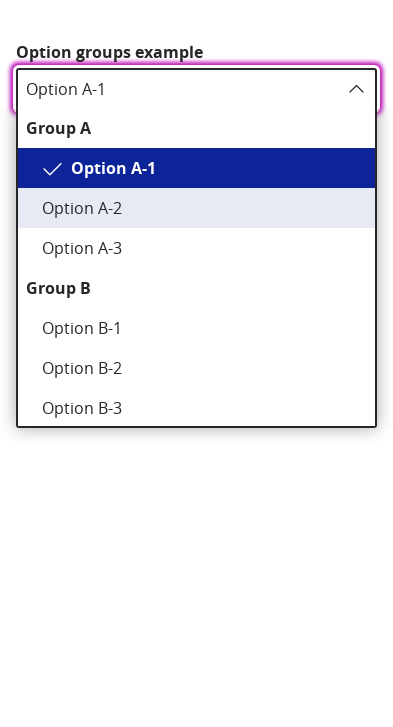 Option groups example
Option A-1
Group A
Option A-1
Option A-2
Option A-3
Group B
Option B-1
Option B-2
Option B-3